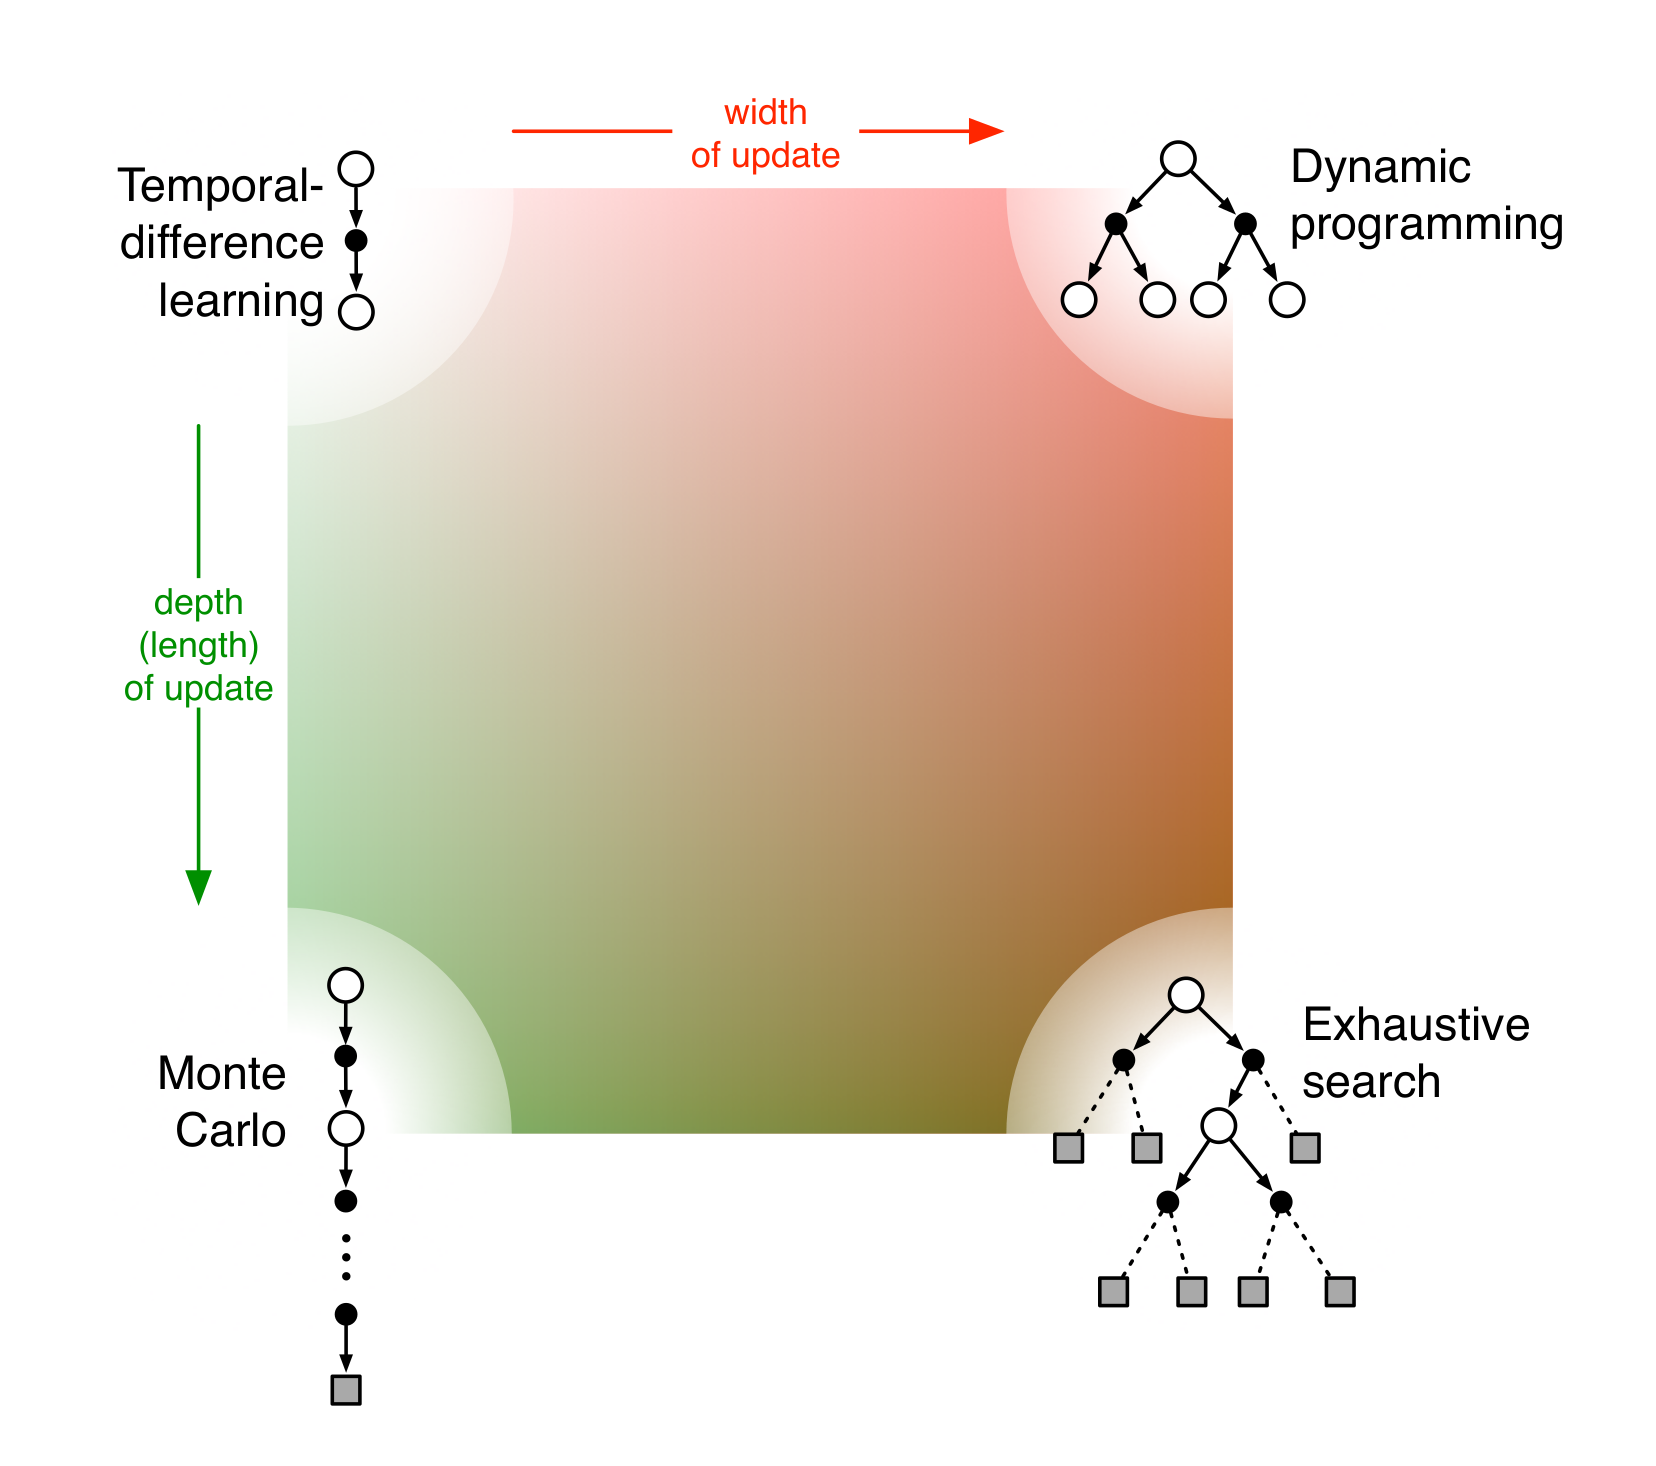 width
of update
Temporal-
difference
learning
Dynamic
programming
depth
(length)
of update
Monte
Carlo
Exhaustive
search